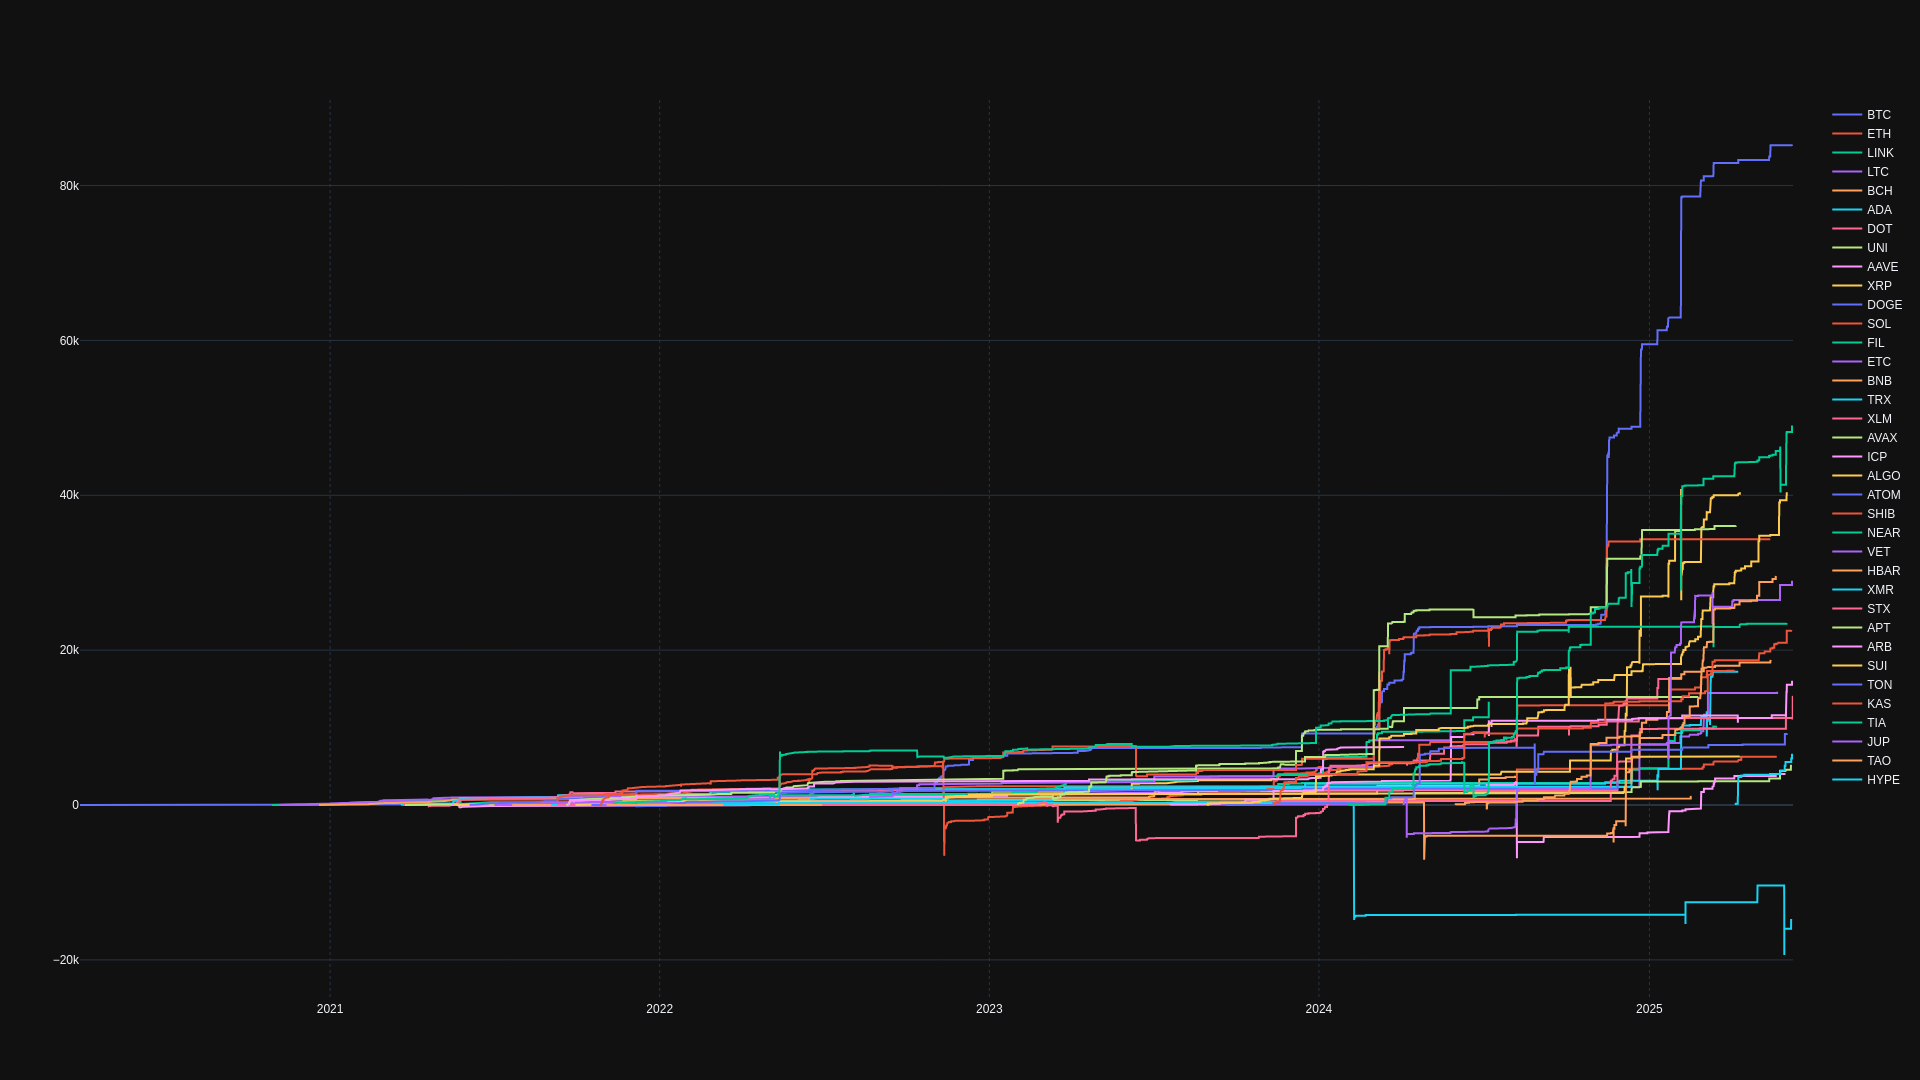 80k
60k
40k
20k
0
−20k
2021
2022
2023
2024
2025
BTC
ETH
LINK
LTC
BCH
ADA
DOT
UNI
AAVE
XRP
DOGE
SOL
FIL
ETC
BNB
TRX
XLM
AVAX
ICP
ALGO
ATOM
SHIB
NEAR
VET
HBAR
XMR
STX
APT
ARB
SUI
TON
KAS
TIA
JUP
TAO
HYPE